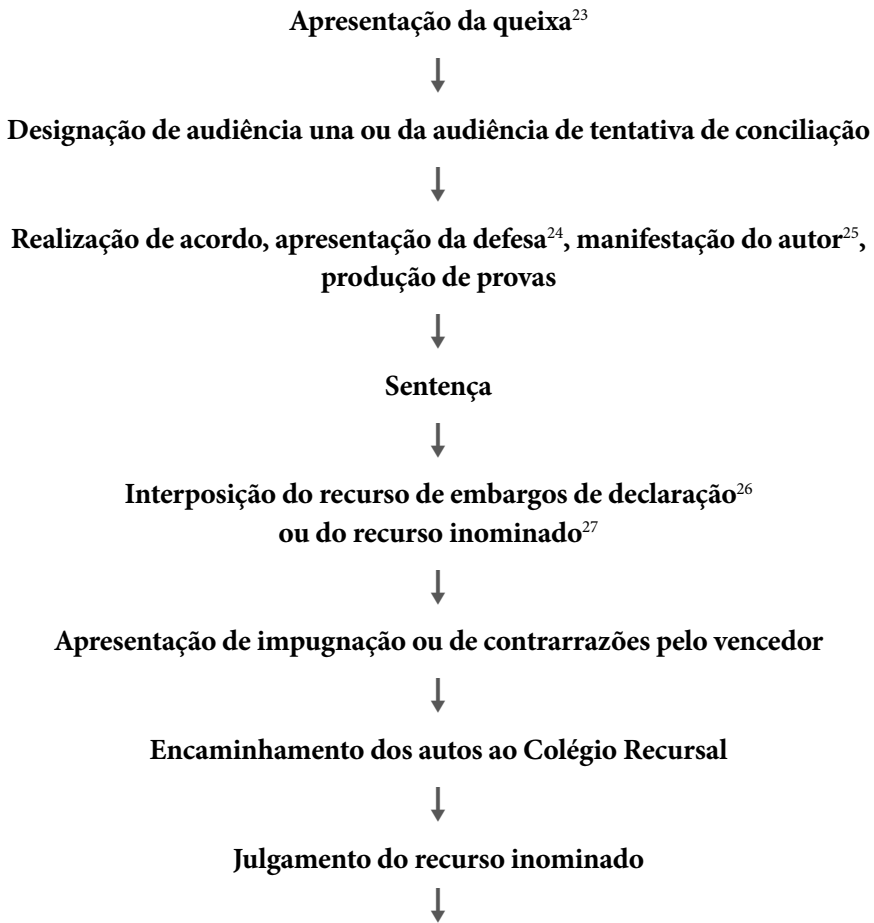 Apresentação da queixa23
Designação de audiência una ou da audiência de tentativa de conciliação
Realização de acordo, apresentação da defesa24, manifestação do autor25,
produção de provas
Sentença
Interposição do recurso de embargos de declaração26
ou do recurso inominado27
Apresentação de impugnação ou de contrarrazões pelo vencedor
Encaminhamento dos autos ao Colégio Recursal
Julgamento do recurso inominado